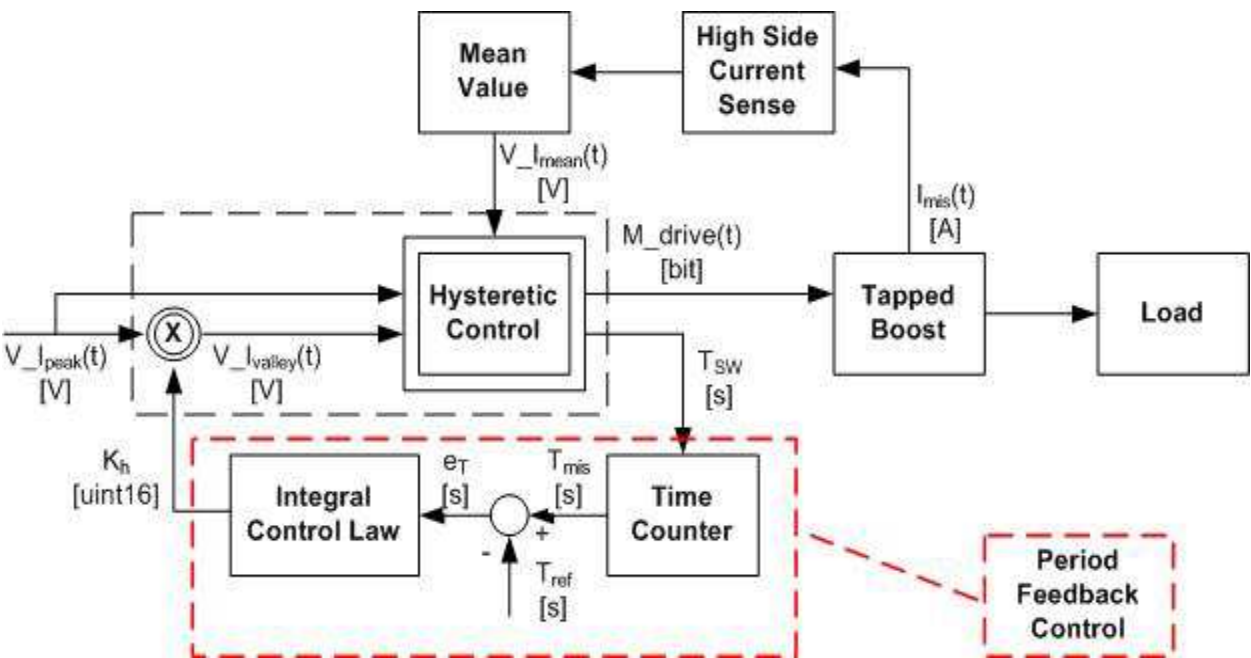 Mean
Value
High Side
Current
Sense
V_I_mean(t)
[V]
I_mis(t)
[A]
M_drive(t)
[bit]
Hysteretic
Control
Tapped
Boost
Load
X
V_I_peak(t)
[V]
V_I_valley(t)
[V]
T_SW
[s]
K_h
[uint16]
Integral
Control Law
e_T
[s]
T_mis
[s]
+
-
T_ref
[s]
Time
Counter
Period
Feedback
Control